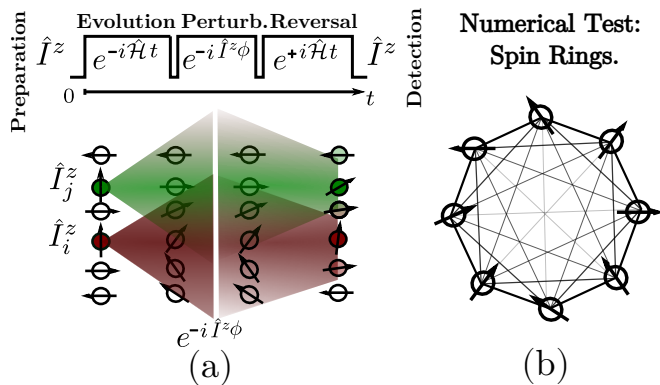 Evolution Perturb. Reversal
Preparation
Î^z
e^{-iĤt}
e^{-iÎ^zϕ}
e^{+iĤt}
Î^z
Detection
0
t
Î_j^z
Î_i^z
e^{-iÎ^zϕ}
(a)
Numerical Test:
Spin Rings.
(b)